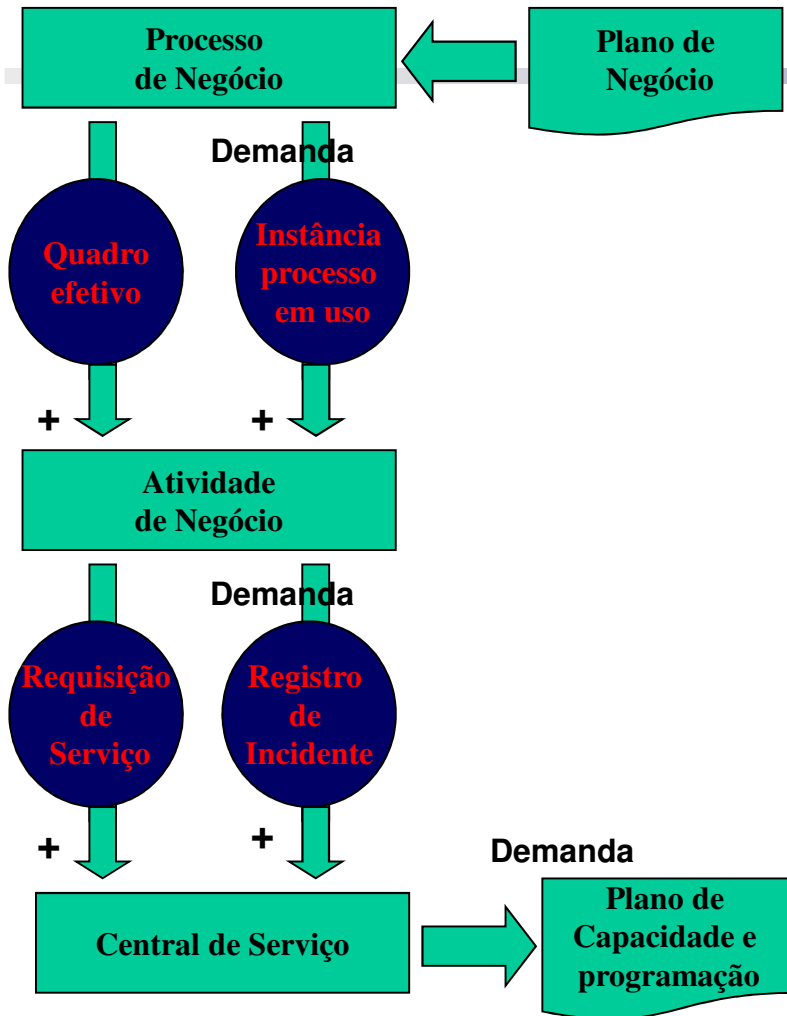 Processo
de Negócio
Plano de
Negócio
Demanda
Quadro
efetivo
Instância
processo
em uso
+
+
Atividade
de Negócio
Demanda
Requisição
de
Serviço
Registro
de
Incidente
+
+
Demanda
Central de Serviço
Plano de
Capacidade e
programação